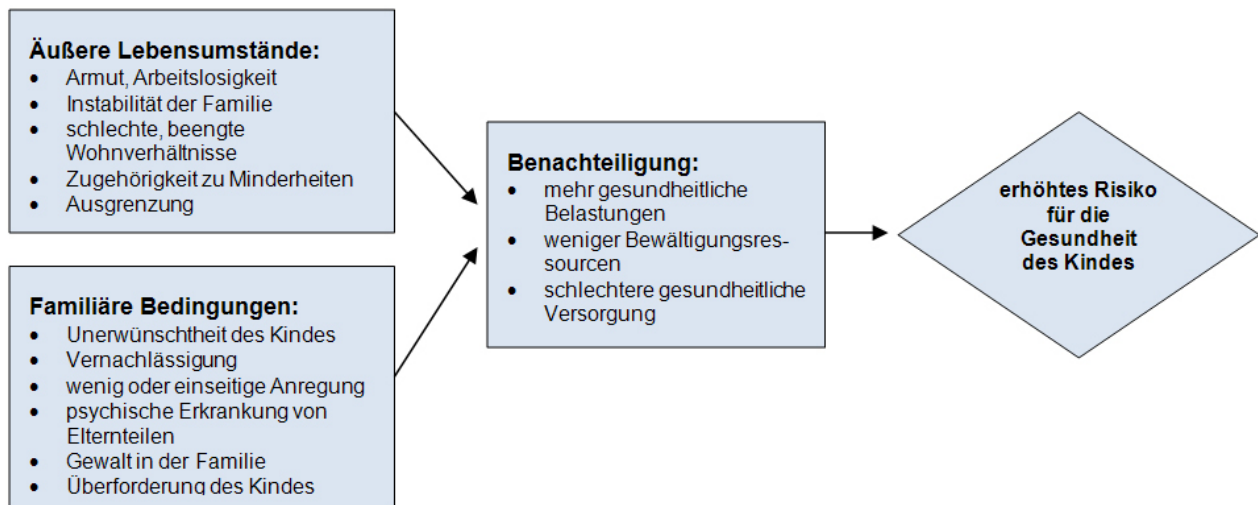 Äußere Lebensumstände:
• Armut, Arbeitslosigkeit
• Instabilität der Familie
• schlechte, beengte
Wohnverhältnisse
• Zugehörigkeit zu Minderheiten
• Ausgrenzung
Familiäre Bedingungen:
• Unerwünschtheit des Kindes
• Vernachlässigung
• wenig oder einseitige Anregung
• psychische Erkrankung von
Elternteilen
• Gewalt in der Familie
• Überforderung des Kindes
Benachteiligung:
• mehr gesundheitliche
Belastungen
• weniger Bewältigungsres-
sourcen
• schlechtere gesundheitliche
Versorgung
erhöhtes Risiko
für die
Gesundheit
des Kindes